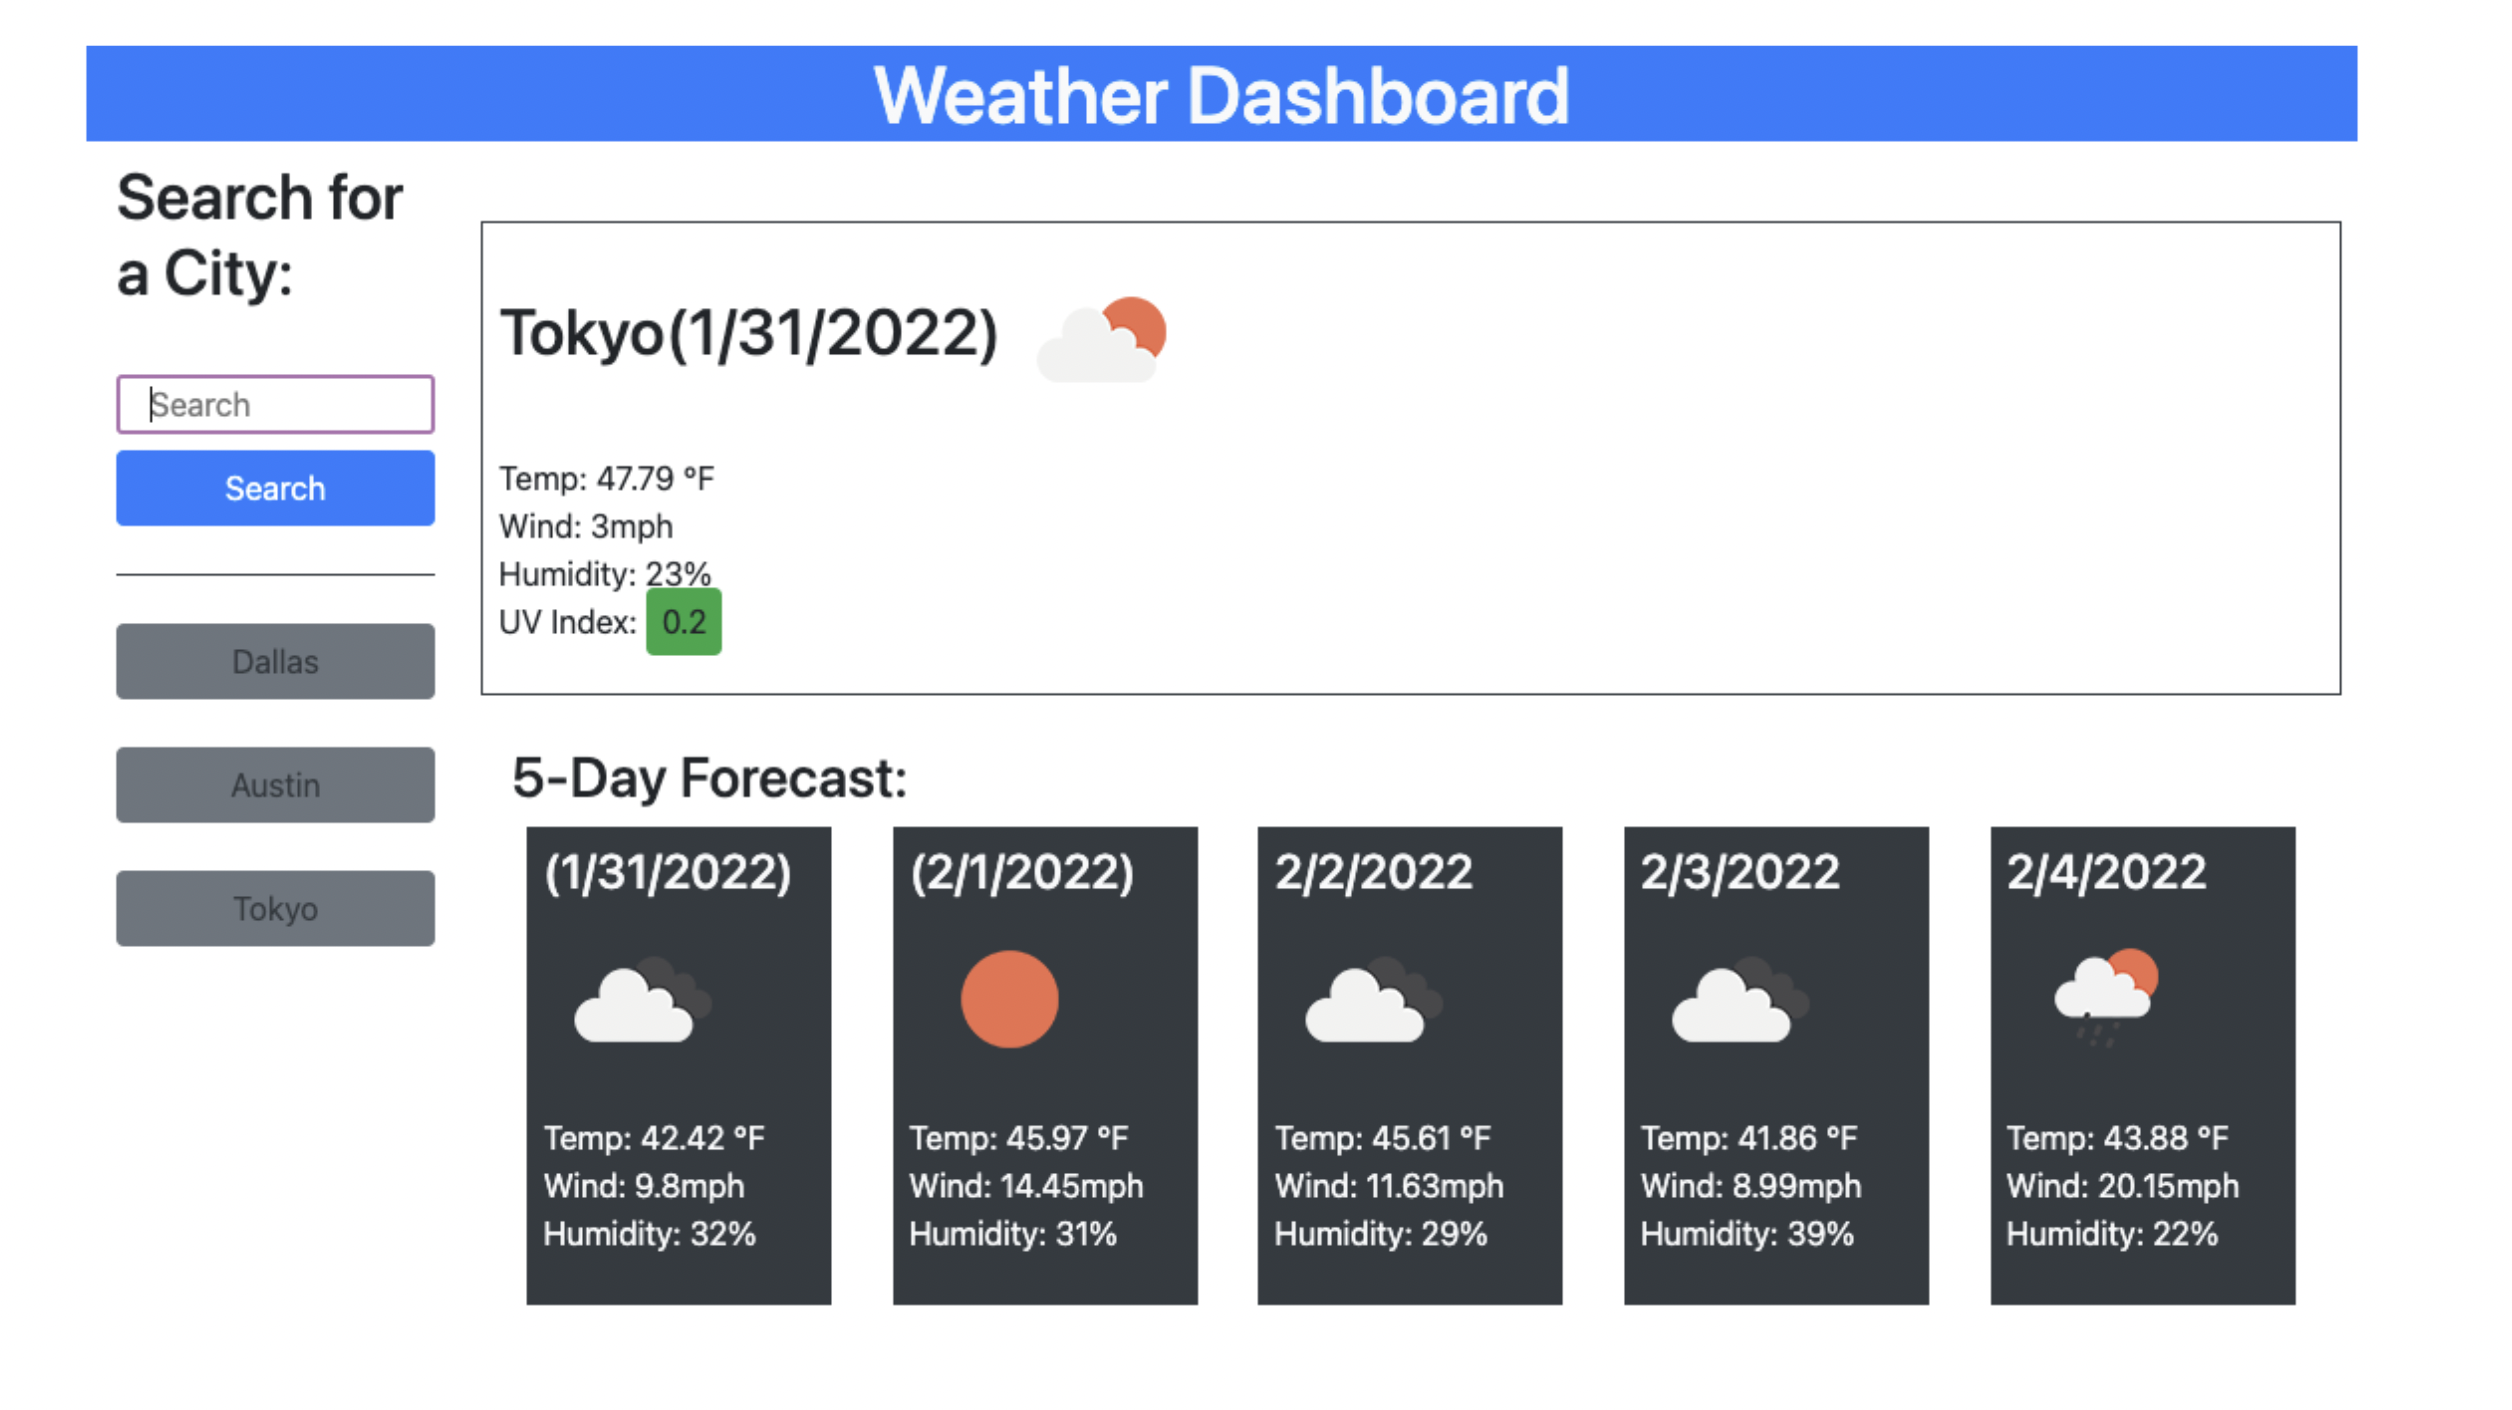 Weather Dashboard
Search for
a City:
Search
Search
Dallas
Austin
Tokyo
Tokyo(1/31/2022)
Temp: 47.79 °F
Wind: 3mph
Humidity: 23%
UV Index: 0.2
5-Day Forecast:
(1/31/2022)
Temp: 42.42 °F
Wind: 9.8mph
Humidity: 32%
(2/1/2022)
Temp: 45.97 °F
Wind: 14.45mph
Humidity: 31%
2/2/2022
Temp: 45.61 °F
Wind: 11.63mph
Humidity: 29%
2/3/2022
Temp: 41.86 °F
Wind: 8.99mph
Humidity: 39%
2/4/2022
Temp: 43.88 °F
Wind: 20.15mph
Humidity: 22%